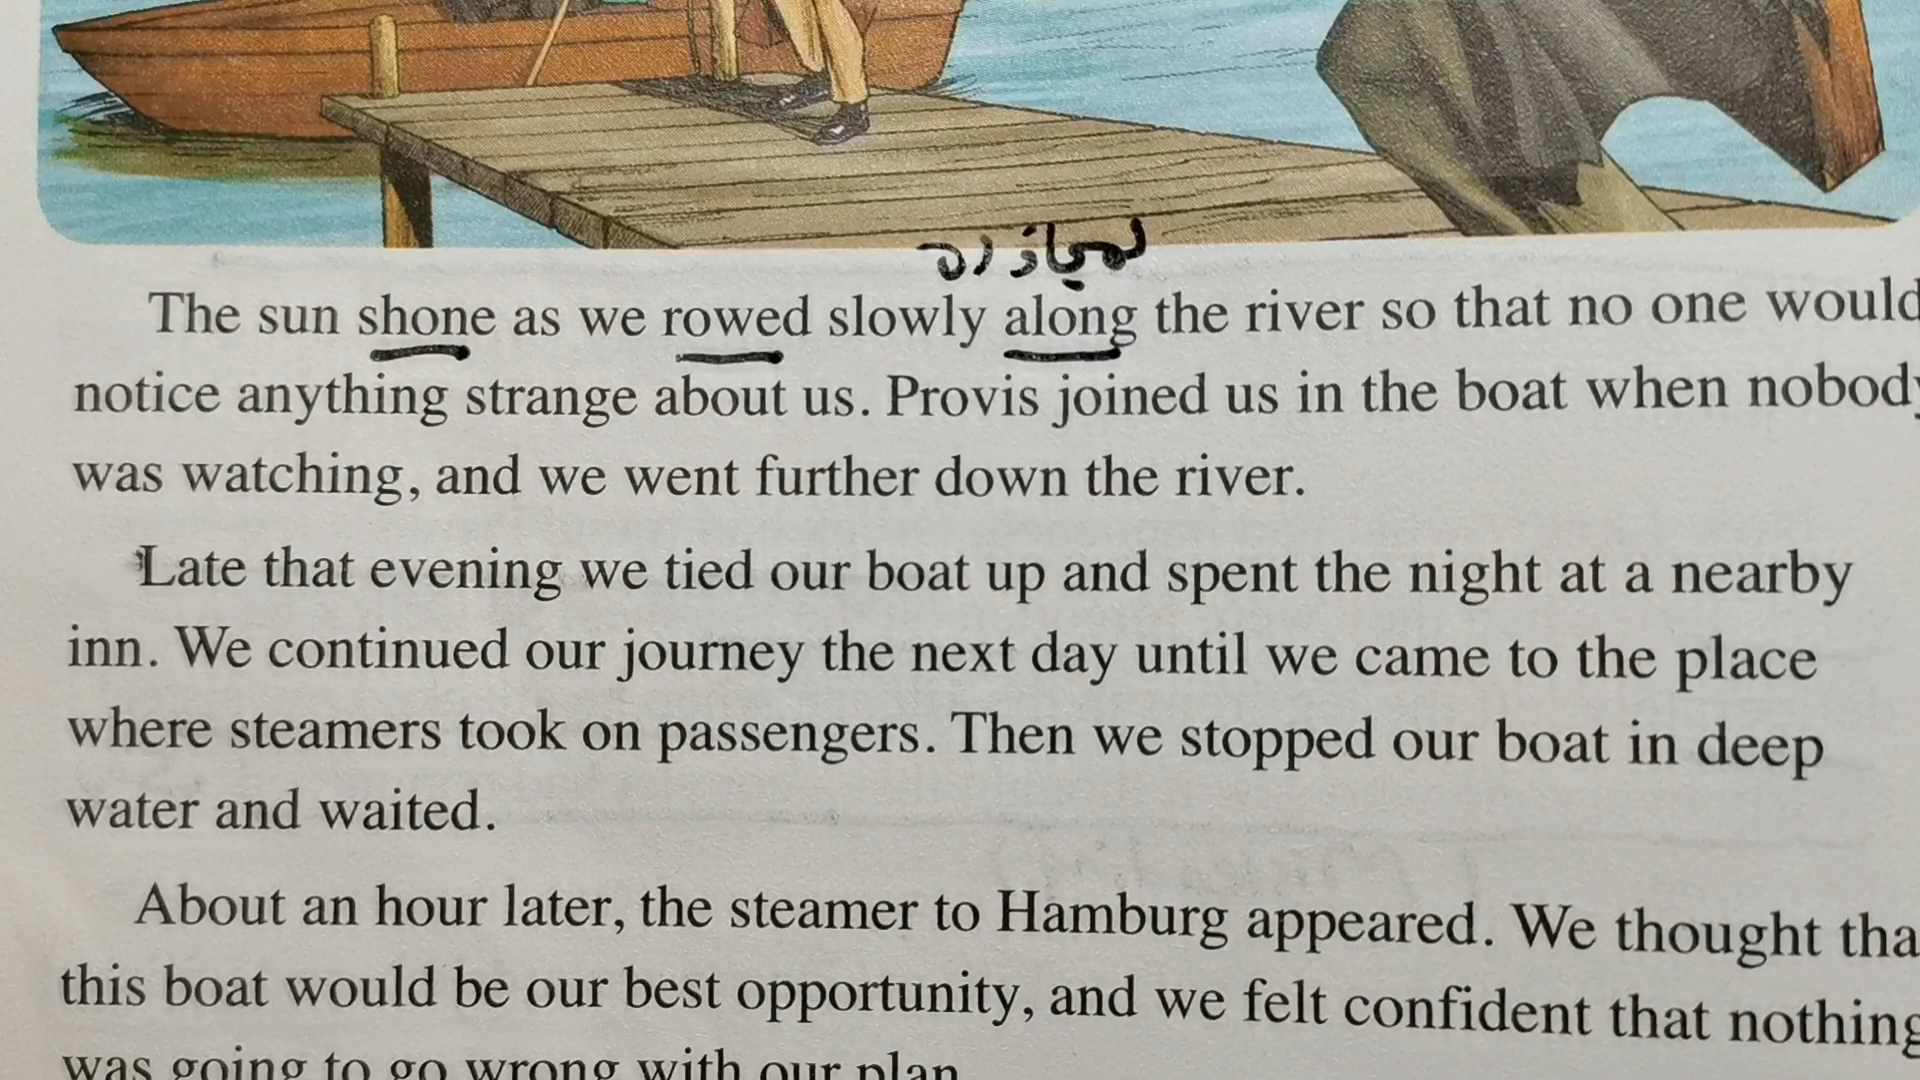 The sun shone as we rowed slowly along the river so that no one would
notice anything strange about us. Provis joined us in the boat when nobody
was watching, and we went further down the river.
Late that evening we tied our boat up and spent the night at a nearby
inn. We continued our journey the next day until we came to the place
where steamers took on passengers. Then we stopped our boat in deep
water and waited.
About an hour later, the steamer to Hamburg appeared. We thought tha
this boat would be our best opportunity, and we felt confident that nothing
was going to go wrong with our plan